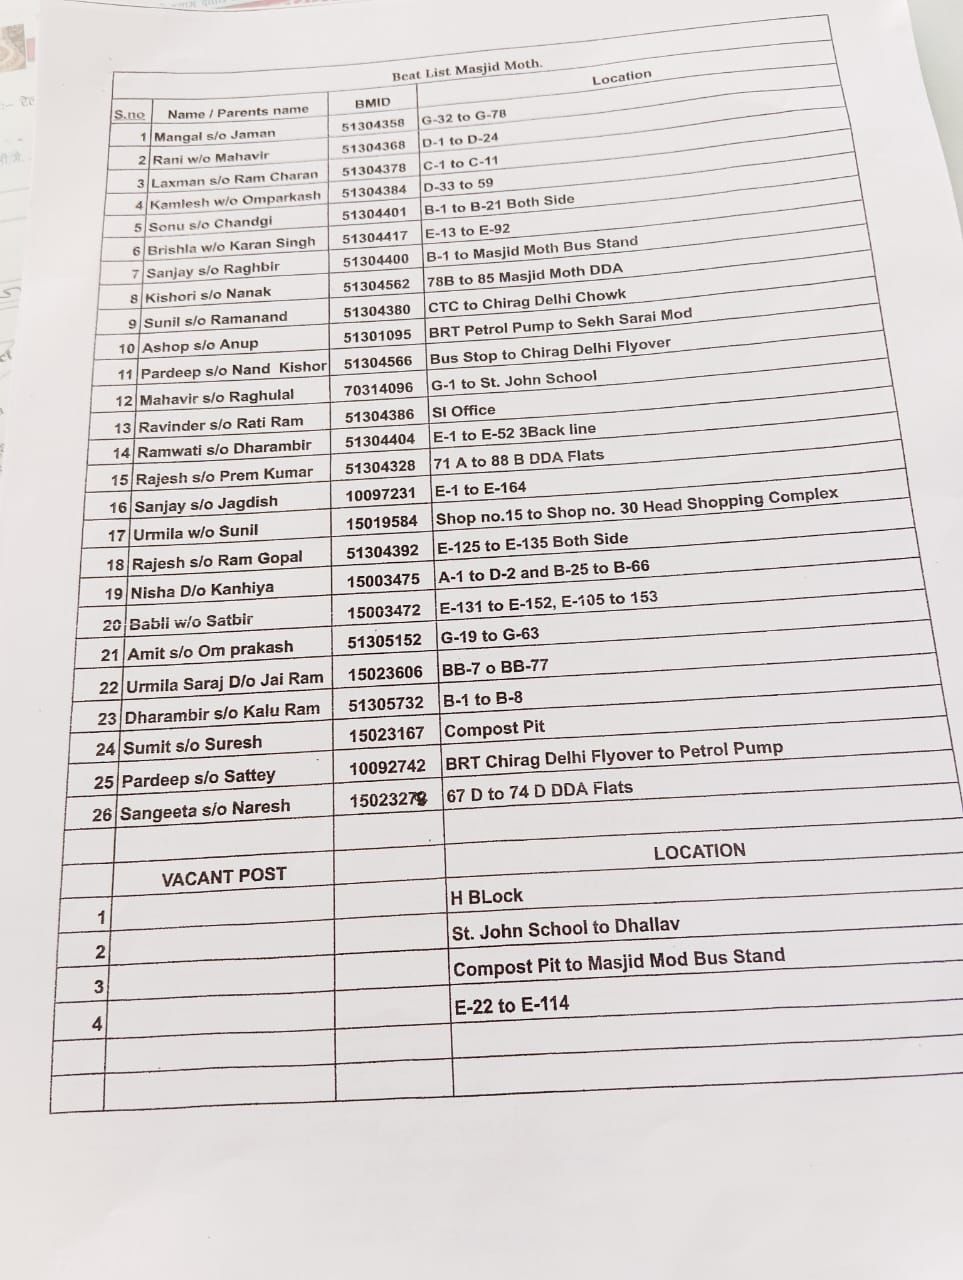 Beat List Masjid Moth.
S.no Name / Parents name BMID Location
1 Mangal s/o Jaman 51304358 G-32 to G-78
2 Rani w/o Mahavir 51304368 D-1 to D-24
3 Laxman s/o Ram Charan 51304378 C-1 to C-11
4 Kamlesh w/o Omparkash 51304384 D-33 to 59
5 Sonu s/o Chandgi 51304401 B-1 to B-21 Both Side
6 Brishla w/o Karan Singh 51304417 E-13 to E-92
7 Sanjay s/o Raghbir 51304400 B-1 to Masjid Moth Bus Stand
8 Kishori s/o Nanak 51304562 78B to 85 Masjid Moth DDA
9 Sunil s/o Ramanand 51304380 CTC to Chirag Delhi Chowk
10 Ashop s/o Anup 51301095 BRT Petrol Pump to Sekh Sarai Mod
11 Pardeep s/o Nand Kishor 51304566 Bus Stop to Chirag Delhi Flyover
12 Mahavir s/o Raghulal 70314096 G-1 to St. John School
13 Ravinder s/o Rati Ram 51304386 SI Office
14 Ramwati s/o Dharambir 51304404 E-1 to E-52 3Back line
15 Rajesh s/o Prem Kumar 51304328 71 A to 88 B DDA Flats
16 Sanjay s/o Jagdish 10097231 E-1 to E-164
17 Urmila w/o Sunil 15019584 Shop no.15 to Shop no. 30 Head Shopping Complex
18 Rajesh s/o Ram Gopal 51304392 E-125 to E-135 Both Side
19 Nisha D/o Kanhiya 15003475 A-1 to D-2 and B-25 to B-66
20 Babli w/o Satbir 15003472 E-131 to E-152, E-105 to 153
21 Amit s/o Om prakash 51305152 G-19 to G-63
22 Urmila Saraj D/o Jai Ram 15023606 BB-7 o BB-77
23 Dharambir s/o Kalu Ram 51305732 B-1 to B-8
24 Sumit s/o Suresh 15023167 Compost Pit
25 Pardeep s/o Sattey 10092742 BRT Chirag Delhi Flyover to Petrol Pump
26 Sangeeta s/o Naresh 67 D to 74 D DDA Flats
VACANT POST LOCATION
1 H BLock
2 St. John School to Dhallav
3 Compost Pit to Masjid Mod Bus Stand
4 E-22 to E-114